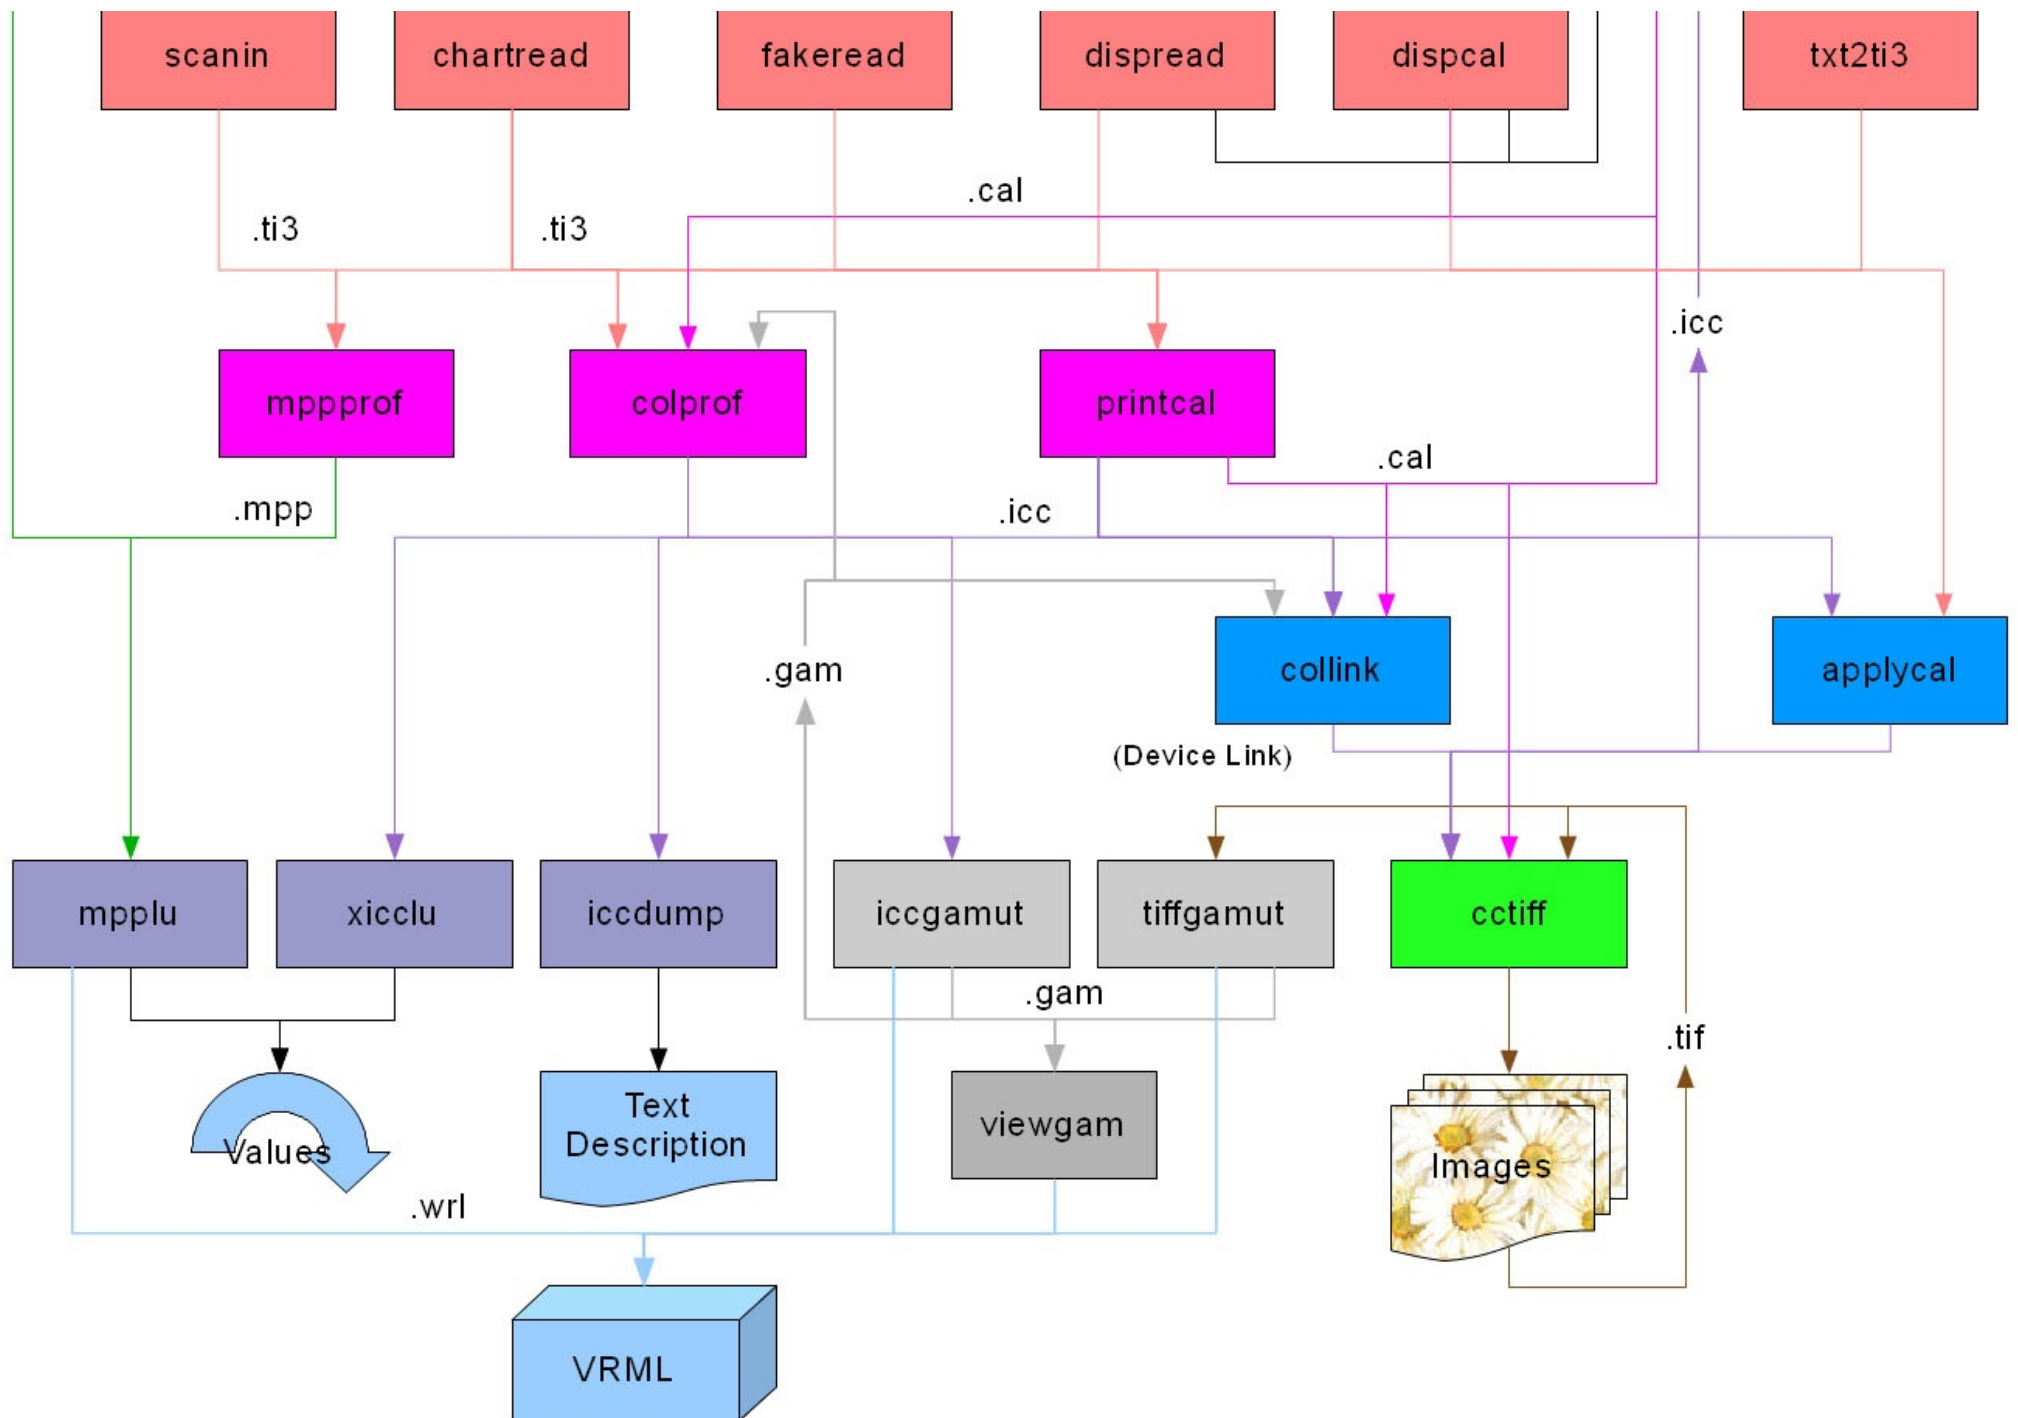 scanin
chartread
fakeread
dispread
dispcal
txt2ti3
.cal
.ti3
.ti3
.icc
mppprof
colprof
printcal
.cal
.mpp
.icc
.gam
collink
applycal
(Device Link)
mpplu
xicclu
iccdump
iccgamut
tiffgamut
cctiff
.gam
.tif
Text
Description
viewgam
Values
Images
.wrl
VRML